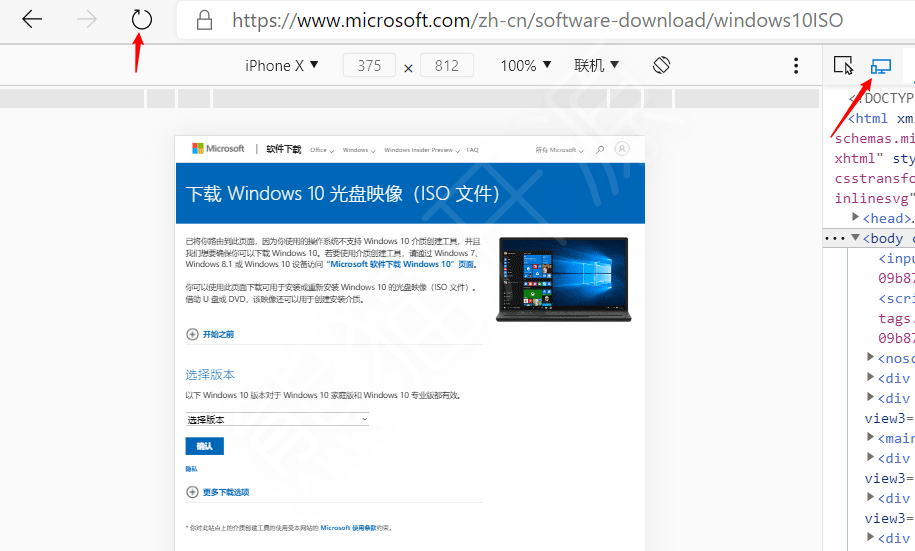 https://www.microsoft.com/zh-cn/software-download/windows10ISO
iPhone X 375 × 812 100% 联机
Microsoft 软件下载 Office Windows Windows Insider Preview FAQ 所有 Microsoft
下载 Windows 10 光盘映像（ISO 文件）
已将你路由到此页面，因为你使用的操作系统不支持 Windows 10 介质创建工具，并且
我们想要确保你可以下载 Windows 10。若要使用介质创建工具，请通过 Windows 7、
Windows 8.1 或 Windows 10 设备访问“Microsoft 软件下载 Windows 10”页面。
你可以使用此页面下载可用于安装或重新安装 Windows 10 的光盘映像（ISO 文件）。
借助 U 盘或 DVD，该映像还可以用于创建安装介质。
开始之前
选择版本
以下 Windows 10 版本对于 Windows 10 家庭版和 Windows 10 专业版都有效。
选择版本
确认
隐私
更多下载选项
* 你对此站点上的介质创建工具的使用受本网站的 Microsoft 使用条款约束。
<!DOCTYP
<html xm
schemas.mi
xhtml" sty
csstransfo
inlinesvg"
<head>…
<body c
<inpu
09b87
<scri
tags.
09b87
<nosc
<div
<div
view3=
<main
<div
view3=
<div
view3=
<div